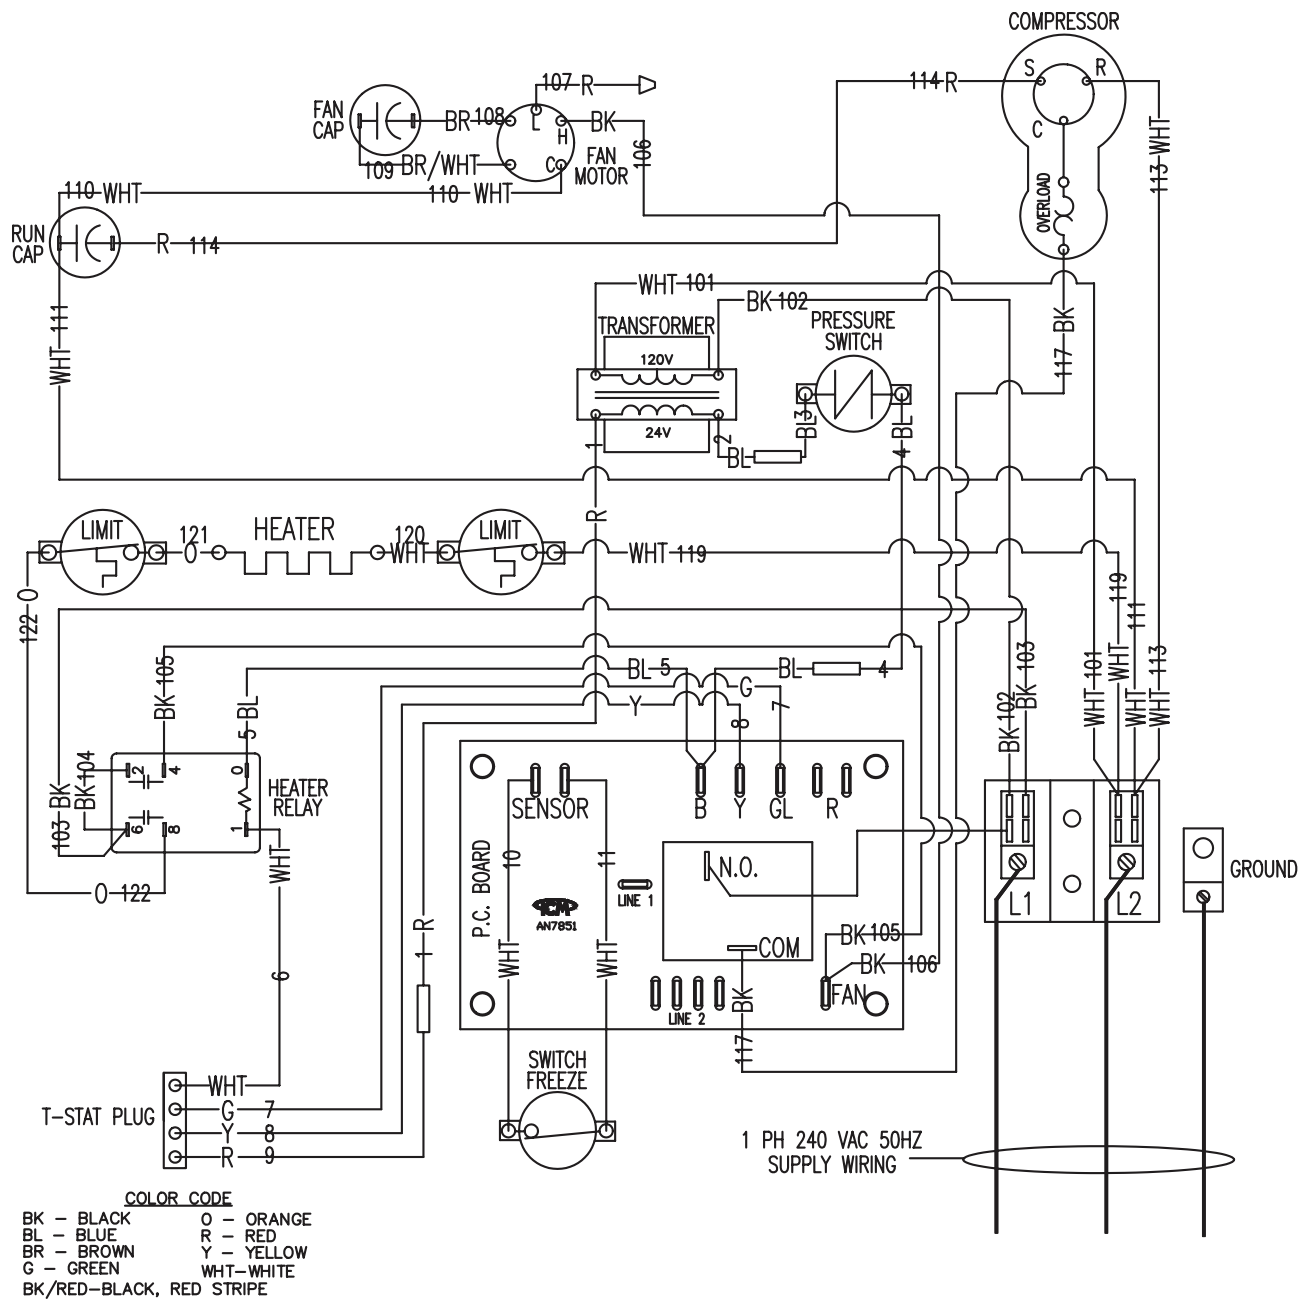 COMPRESSOR
S R
C
OVERLOAD
114 R
113 WHT
107 R
FAN
CAP
BR 108
L
H
C
BK
106
109 BR/WHT
FAN
MOTOR
110 WHT
110 WHT
RUN
CAP
R 114
WHT 101
BK 102
111
WHT
TRANSFORMER
120V
24V
PRESSURE
SWITCH
117 BK
1
2
BL
BL 3
4 BL
R
LIMIT
121
O
HEATER
120
WHT
LIMIT
WHT 119
122 O
119
111
BK 105
BL 5
BL 4
G
7
Y
8
5 BL
BK 102
BK 103
WHT 101
WHT
WHT
WHT 113
103 BK
BK 104
2 4 0
6 8 1
HEATER
RELAY
WHT
SENSOR
B Y GL R
P.C. BOARD
10
11
N.O.
LINE 1
ICM
AN7851
L1
L2
GROUND
O 122
1 R
WHT
WHT
COM
BK 105
BK 106
FAN
BK
LINE 2
117
6
SWITCH
FREEZE
T-STAT PLUG
WHT
G 7
Y 8
R 9
1 PH 240 VAC 50HZ
SUPPLY WIRING
COLOR CODE
BK – BLACK O – ORANGE
BL – BLUE R – RED
BR – BROWN Y – YELLOW
G – GREEN WHT–WHITE
BK/RED–BLACK, RED STRIPE